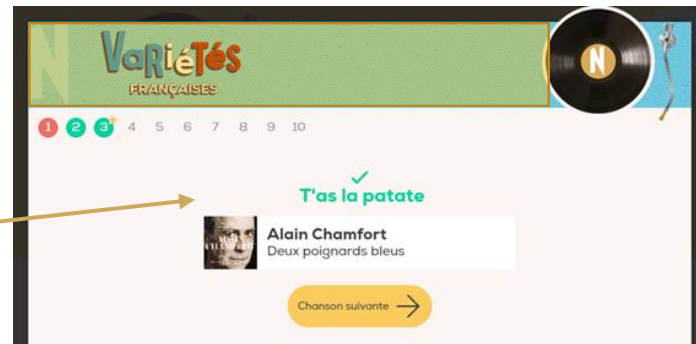 N
VaRiéTés
FRANÇAISES
N
1 2 3 4 5 6 7 8 9 10
T'as la patate
Alain Chamfort
Deux poignards bleus
Chanson suivante